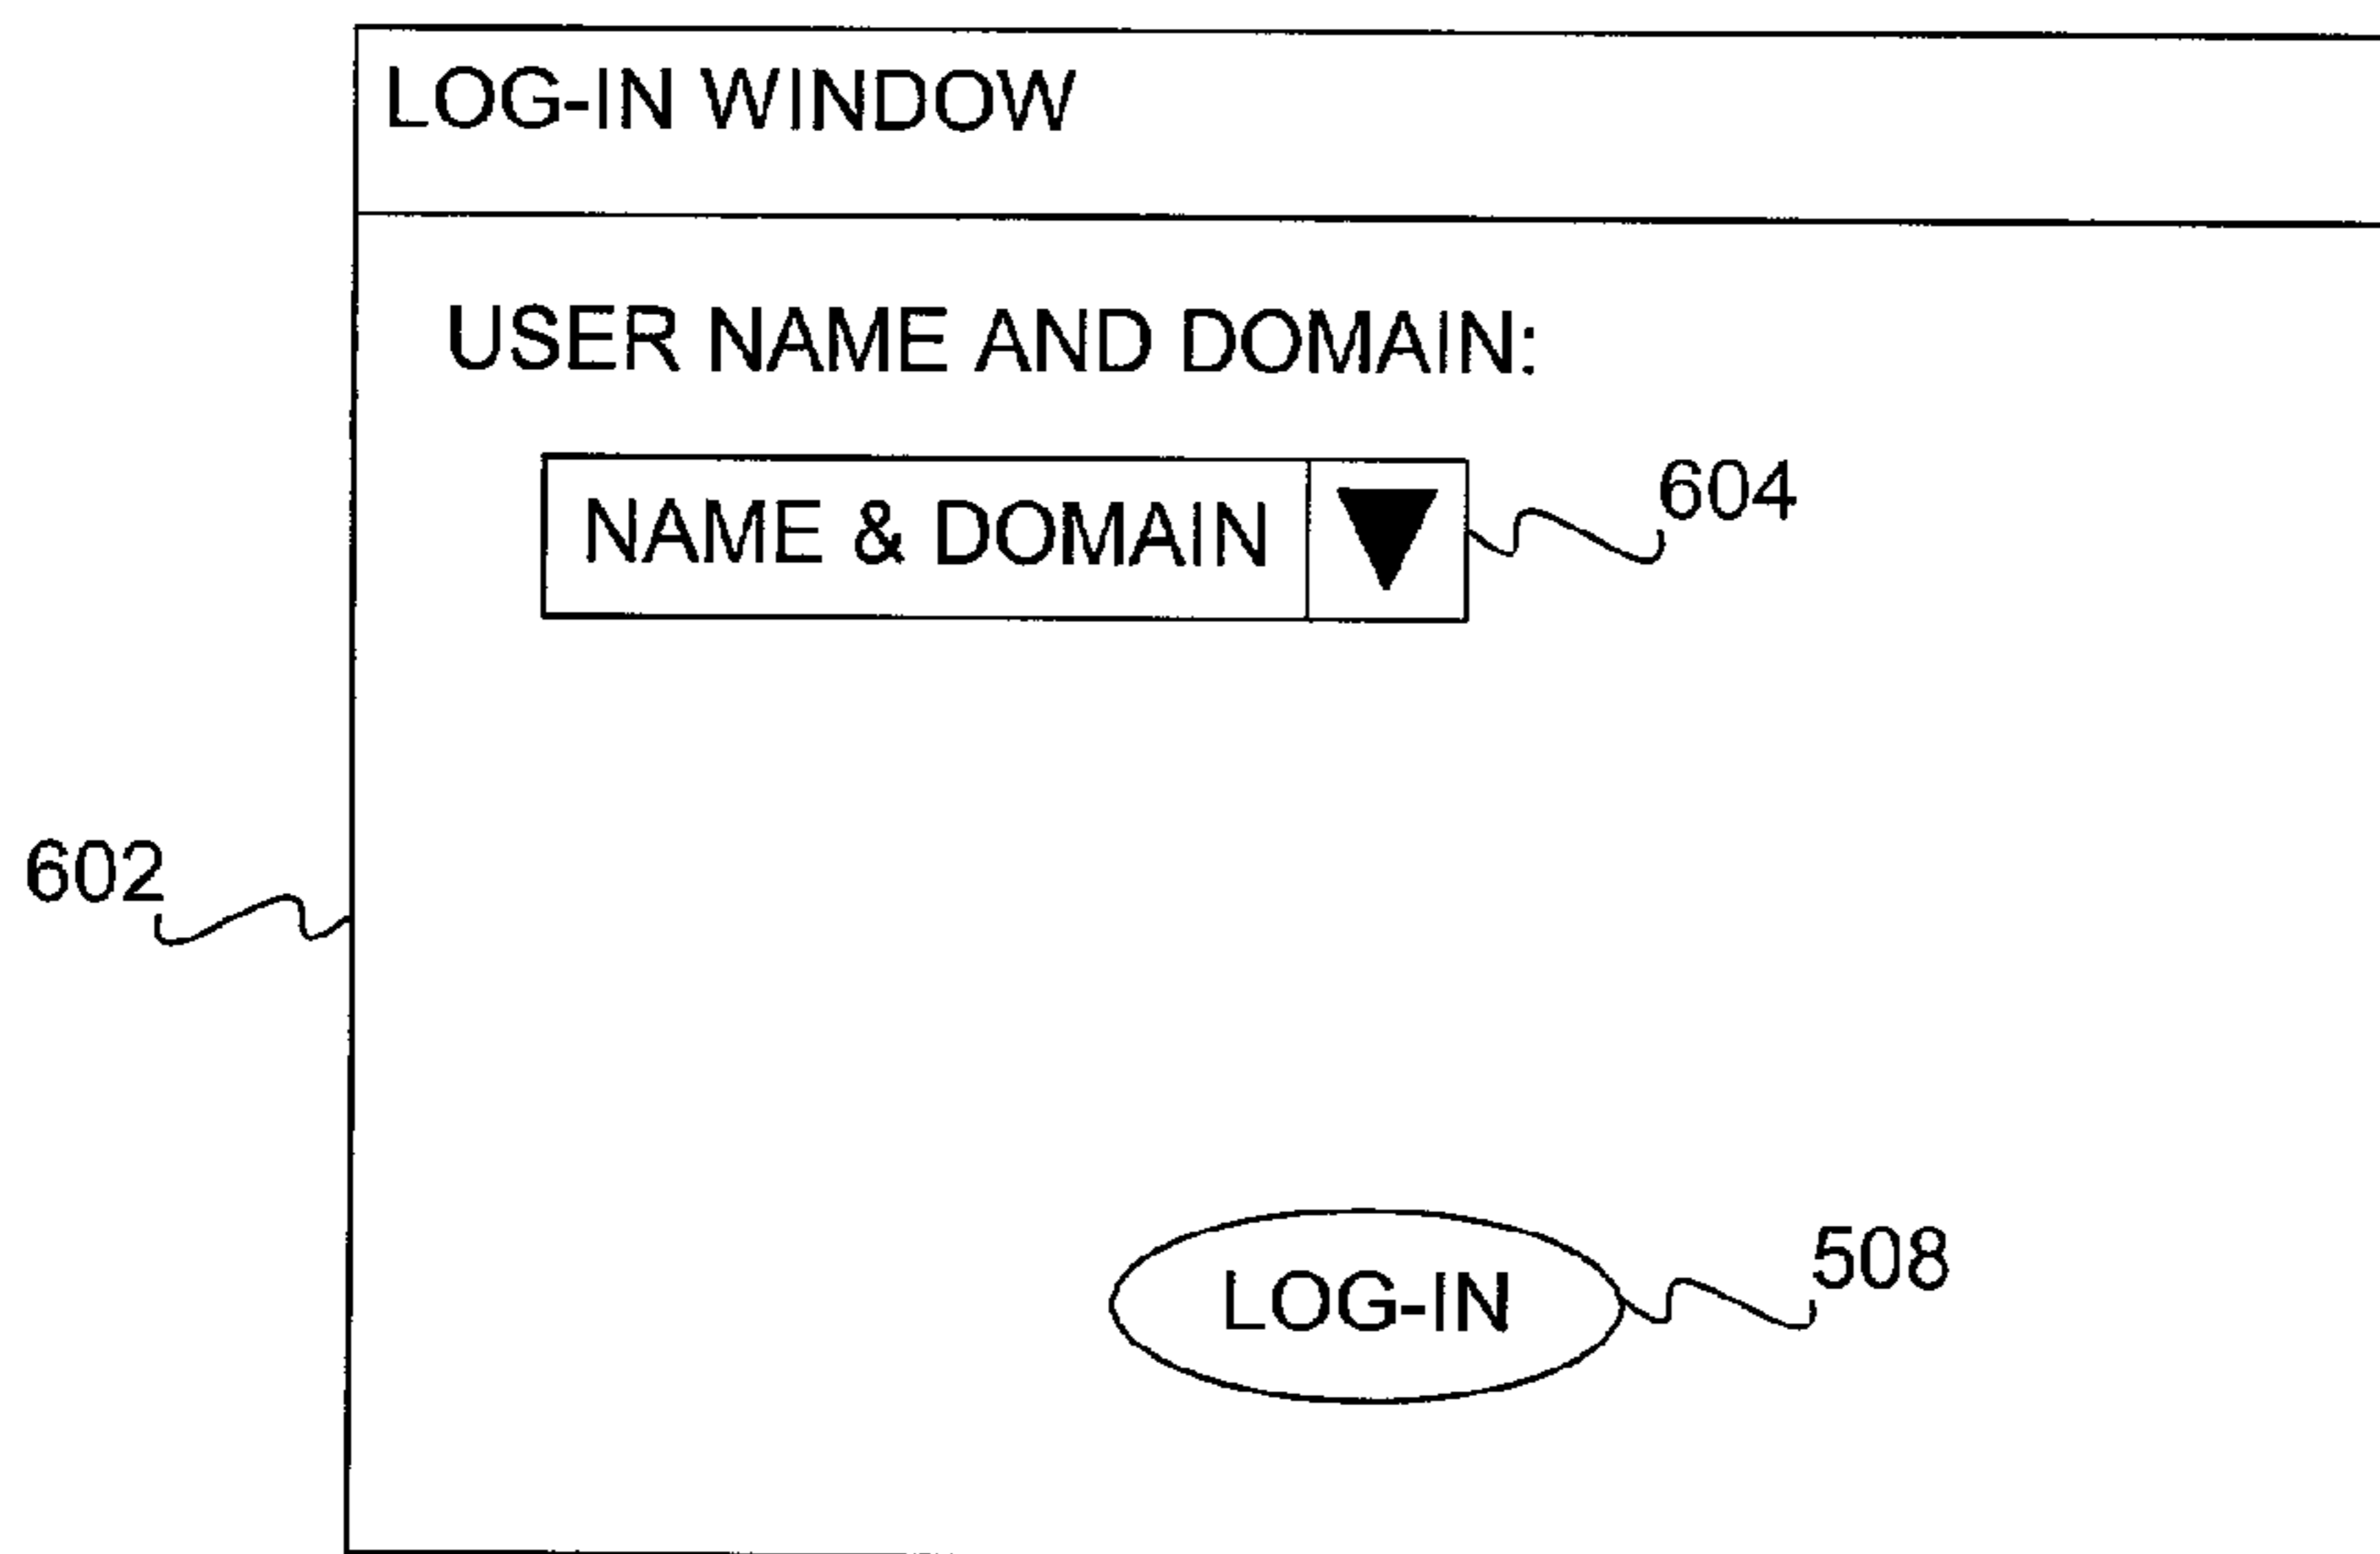 LOG-IN WINDOW
USER NAME AND DOMAIN:
NAME & DOMAIN
604
602
LOG-IN
508